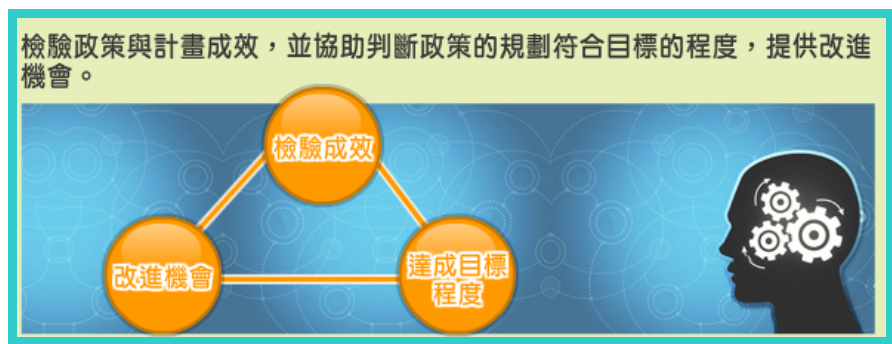 檢驗政策與計畫成效，並協助判斷政策的規劃符合目標的程度，提供改進
機會。
檢驗成效
改進機會
達成目標
程度